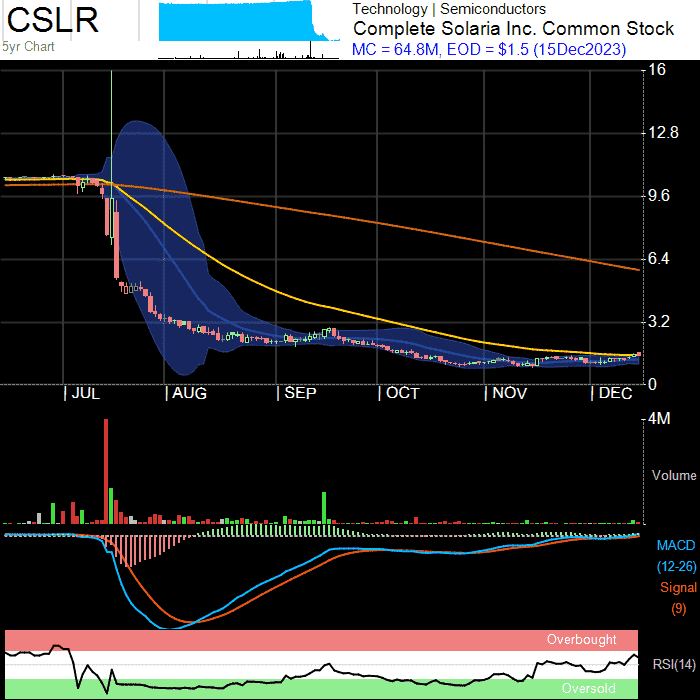 CSLR
5yr Chart
Technology | Semiconductors
Complete Solaria Inc. Common Stock
MC = 64.8M, EOD = $1.5 (15Dec2023)
16
12.8
9.6
6.4
3.2
0
| JUL | AUG | SEP | OCT | NOV | DEC
4M
Volume
MACD
(12-26)
Signal
(9)
Overbought
RSI(14)
Oversold